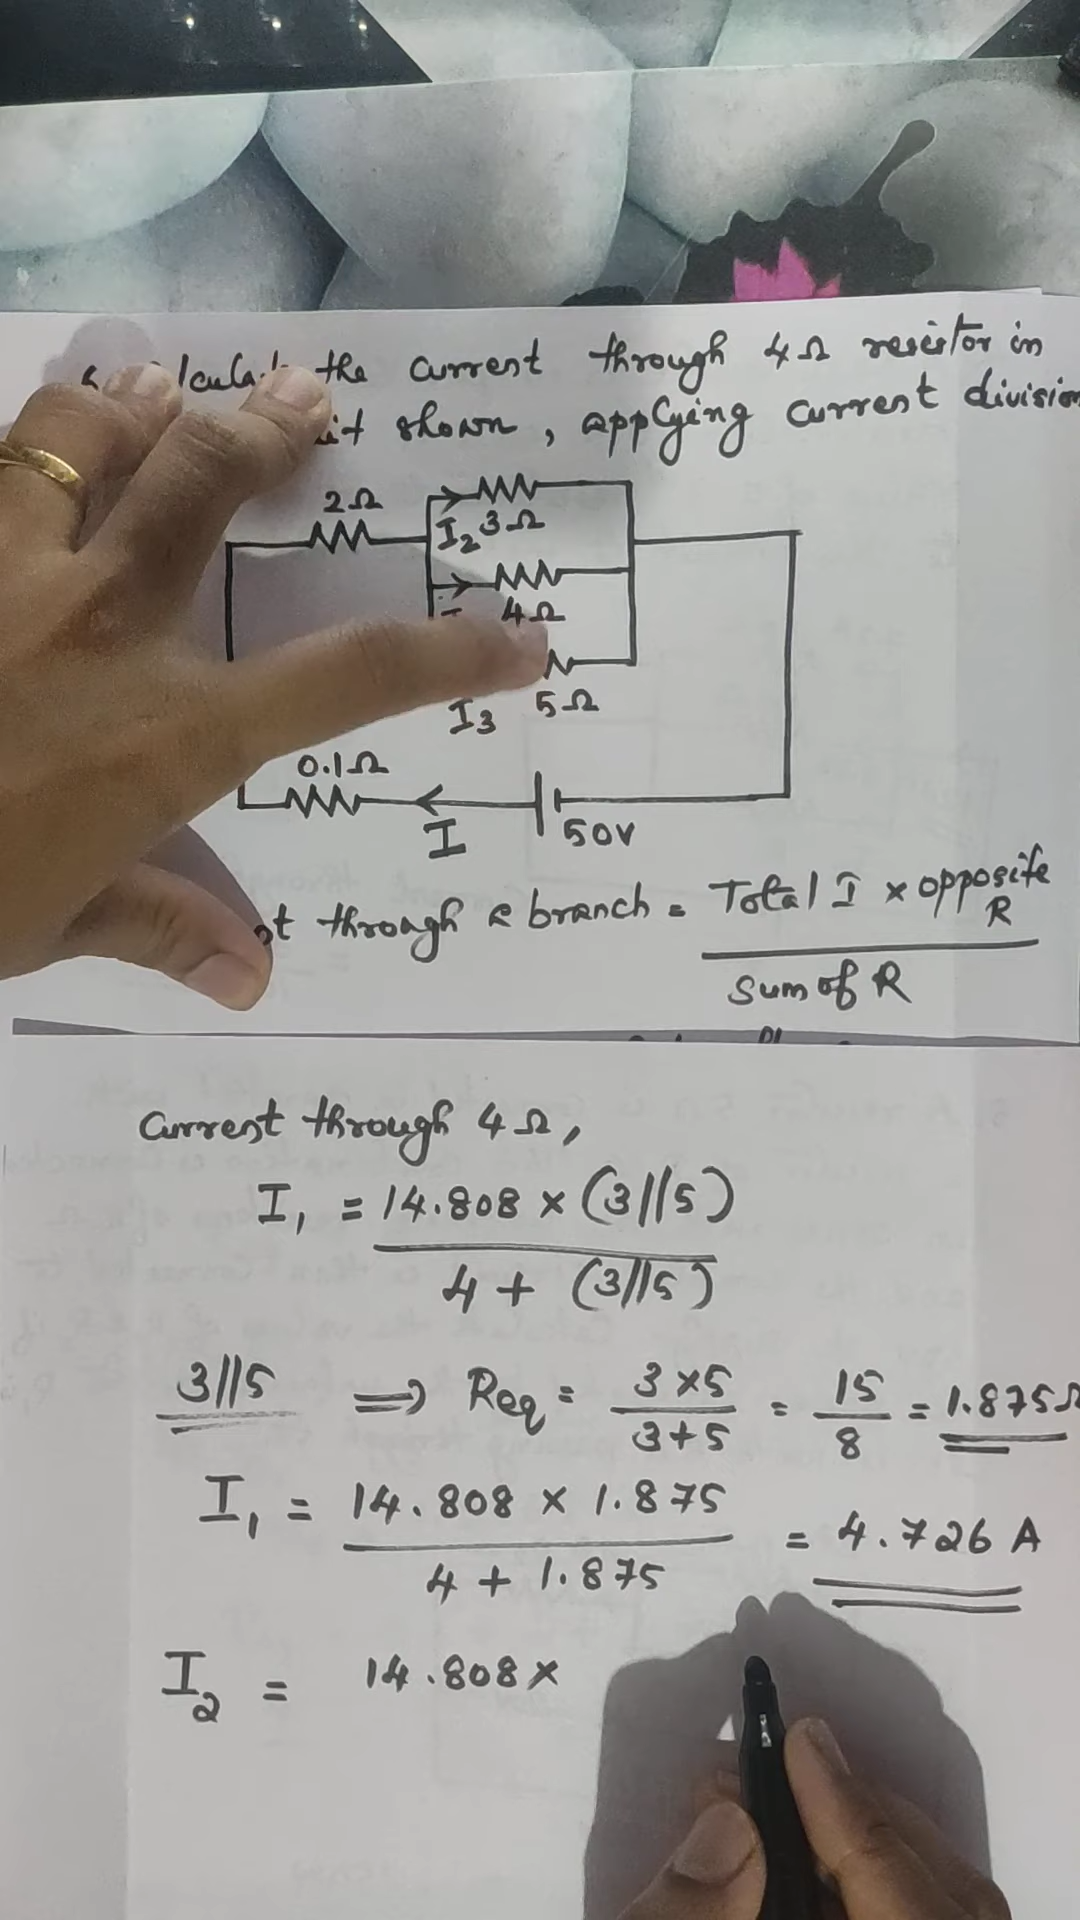 the current through 4Ω resistor in
shown, applying current division
2Ω
I₂ 3Ω
4Ω
I₃ 5Ω
0.1Ω
I 50V
through a branch = Total I × opposite R / Sum of R
Current through 4Ω,
I₁ = 14.808 × (3//5) / 4 + (3//5)
3//5 ⇒ Req = 3×5 / 3+5 = 15 / 8 = 1.875Ω
I₁ = 14.808 × 1.875 / 4 + 1.875 = 4.726 A
I₂ = 14.808 ×